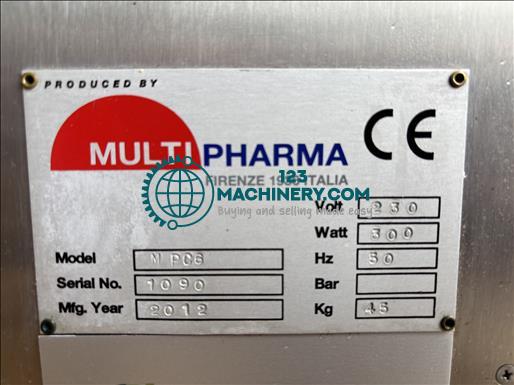 PRODUCED BY
MULTIPHARMA
CE
FIRENZE ITALIA
123
MACHINERY.COM
Buying and selling made easy
Volt 230
Watt 300
Model MPC6 Hz 50
Serial No. 1090 Bar
Mfg. Year 2012 Kg 45